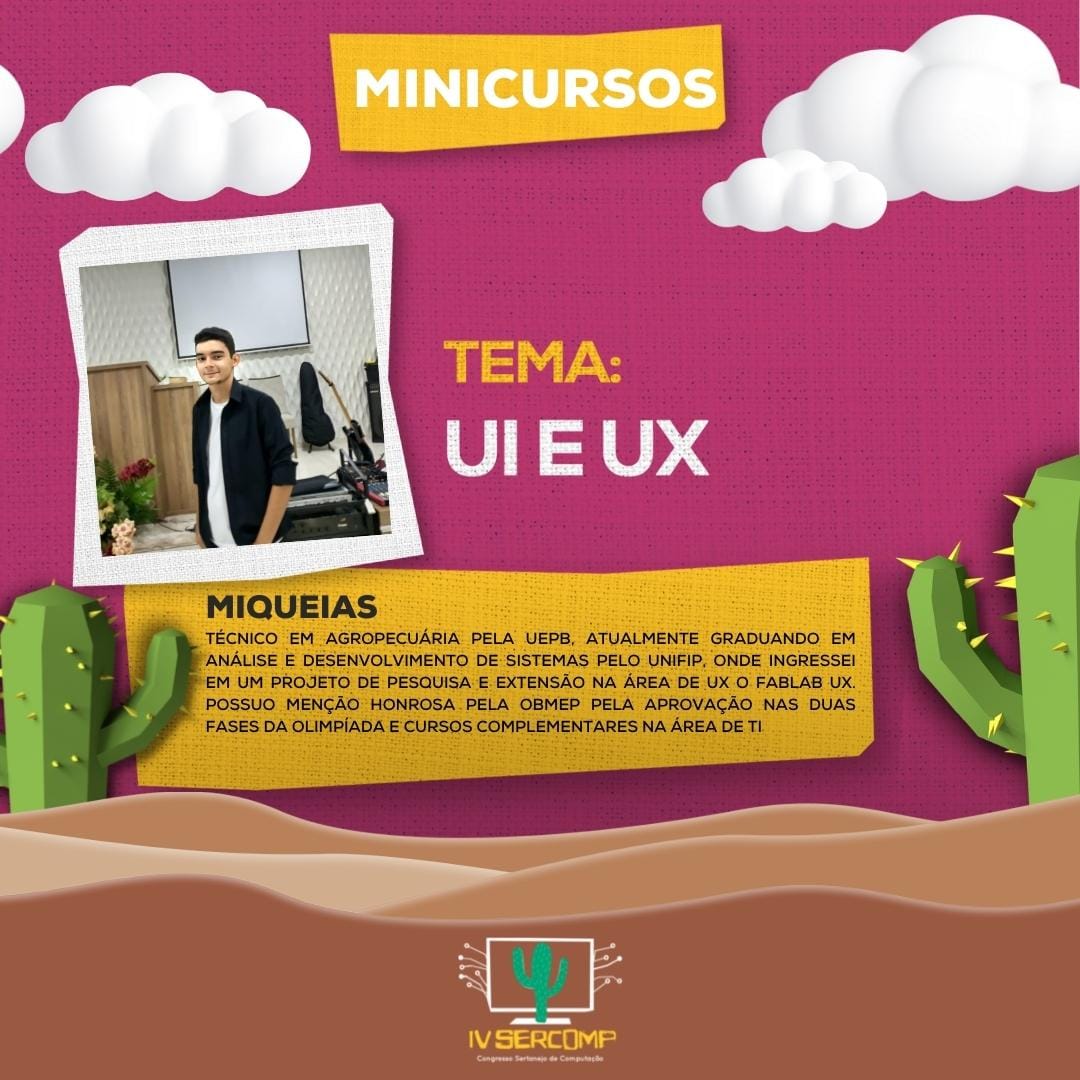 MINICURSOS
TEMA:
UI E UX
MIQUEIAS
TÉCNICO EM AGROPECUÁRIA PELA UEPB, ATUALMENTE GRADUANDO EM
ANÁLISE E DESENVOLVIMENTO DE SISTEMAS PELO UNIFIP, ONDE INGRESSEI
EM UM PROJETO DE PESQUISA E EXTENSÃO NA ÁREA DE UX O FABLAB UX.
POSSUO MENÇÃO HONROSA PELA OBMEP PELA APROVAÇÃO NAS DUAS
FASES DA OLIMPÍADA E CURSOS COMPLEMENTARES NA ÁREA DE TI
IV SERCOMP
Congresso Sertanejo de Computação